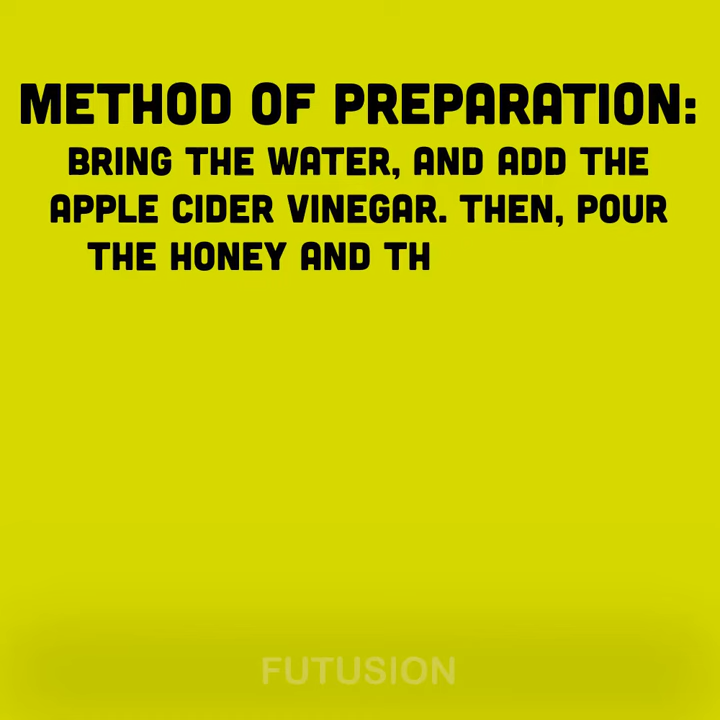 METHOD OF PREPARATION:
BRING THE WATER, AND ADD THE
APPLE CIDER VINEGAR. THEN, POUR
THE HONEY AND TH
FUTUSION